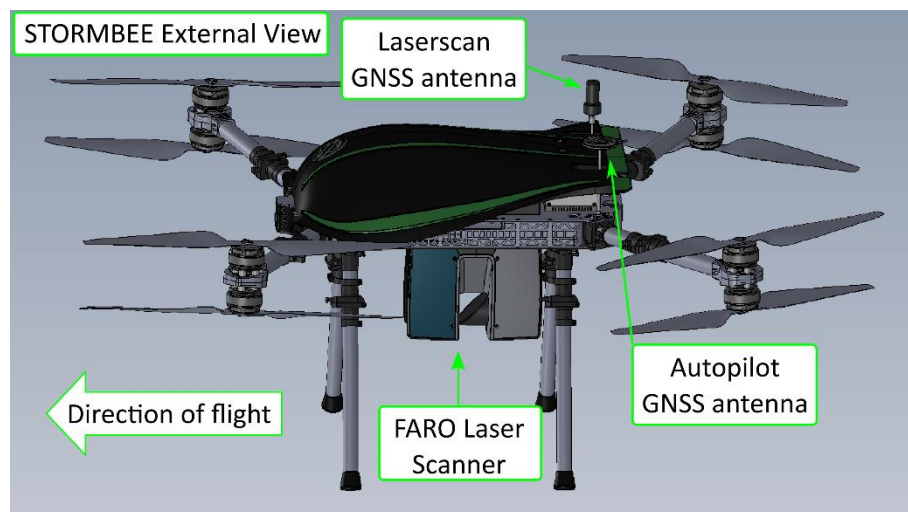 STORMBEE External View
Laserscan
GNSS antenna
Autopilot
GNSS antenna
Direction of flight
FARO Laser
Scanner